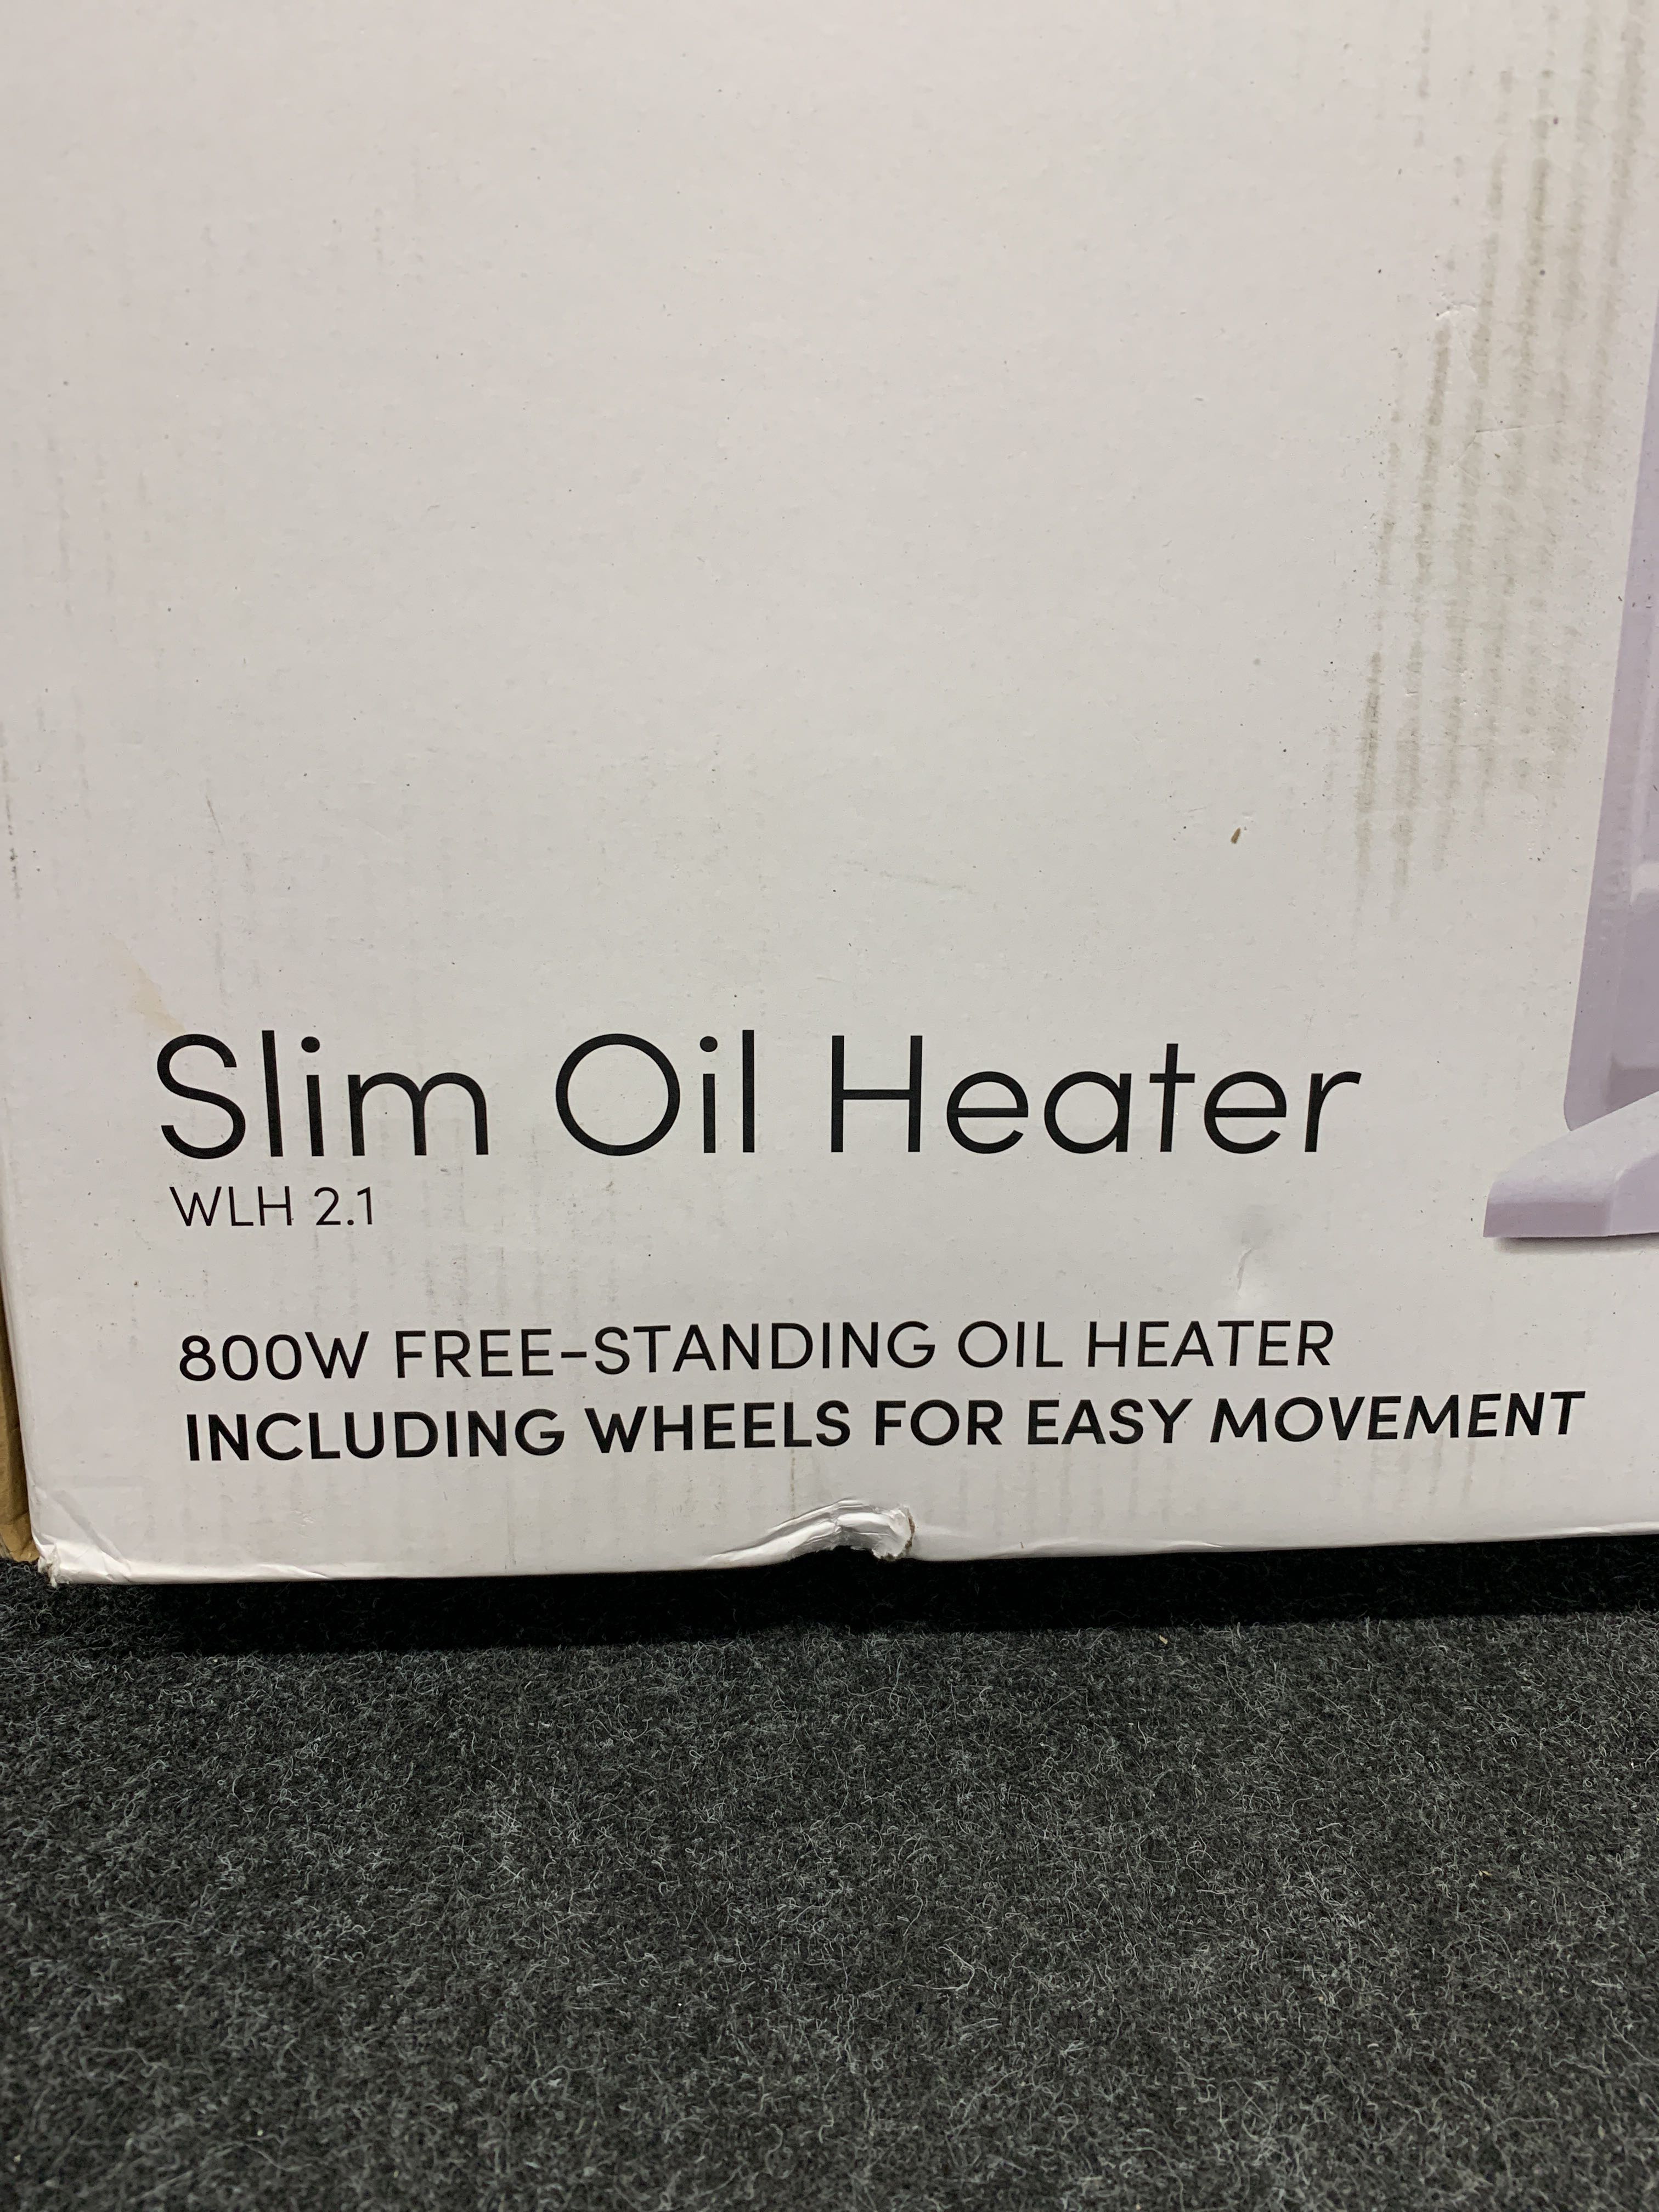 Slim Oil Heater
WLH 2.1
800W FREE-STANDING OIL HEATER
INCLUDING WHEELS FOR EASY MOVEMENT